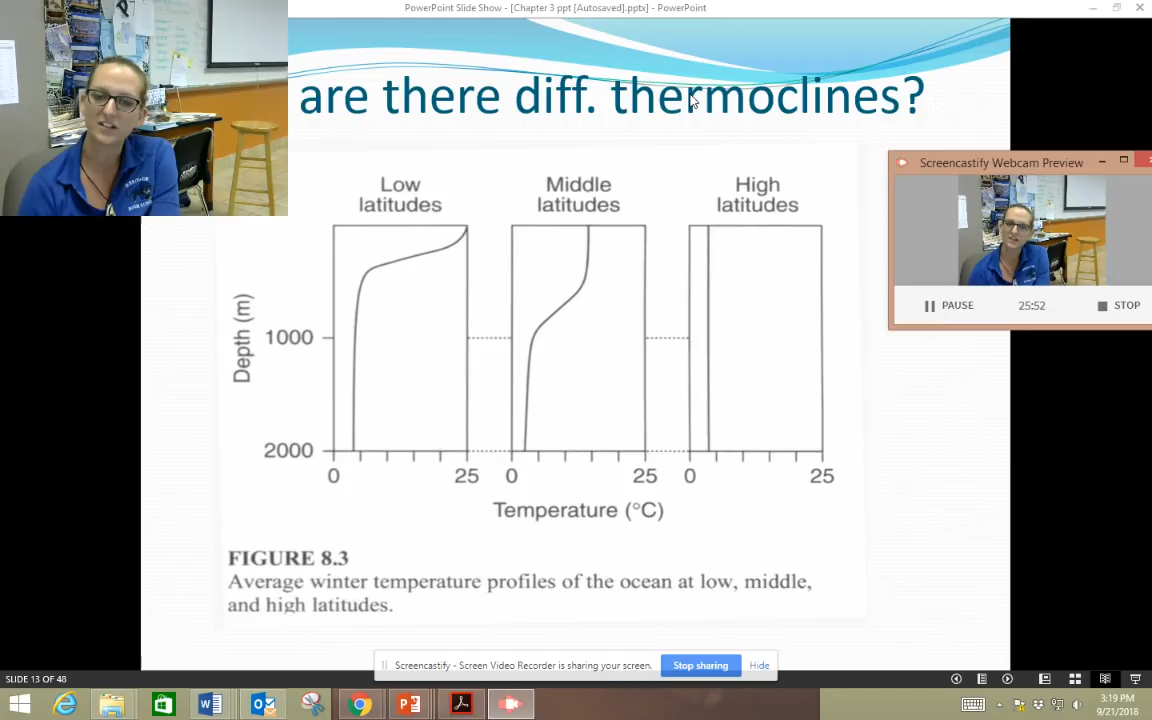 PowerPoint Slide Show - [Chapter 3 ppt [Autosaved].pptx] - PowerPoint
are there diff. thermoclines?
Screencastify Webcam Preview
PAUSE 25:52 STOP
Low latitudes
Middle latitudes
High latitudes
Depth (m)
1000
2000
0 25 0 25 0 25
Temperature (°C)
FIGURE 8.3
Average winter temperature profiles of the ocean at low, middle,
and high latitudes.
Screencastify - Screen Video Recorder is sharing your screen. Stop sharing Hide
SLIDE 13 OF 48
3:19 PM
9/21/2018